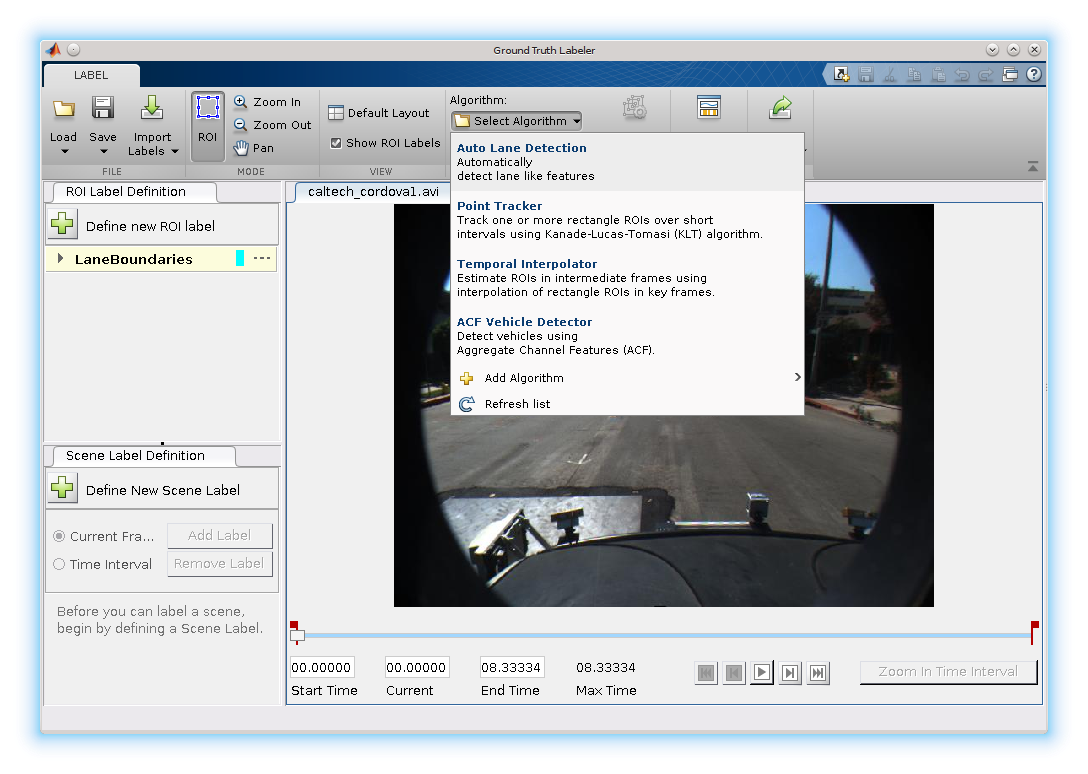 Ground Truth Labeler
LABEL
Load
Save
Import
Labels
FILE
ROI
Zoom In
Zoom Out
Pan
MODE
Default Layout
Show ROI Labels
VIEW
Algorithm:
Select Algorithm
Auto Lane Detection
Automatically
detect lane like features
Point Tracker
Track one or more rectangle ROIs over short
intervals using Kanade-Lucas-Tomasi (KLT) algorithm.
Temporal Interpolator
Estimate ROIs in intermediate frames using
interpolation of rectangle ROIs in key frames.
ACF Vehicle Detector
Detect vehicles using
Aggregate Channel Features (ACF).
Add Algorithm
Refresh list
ROI Label Definition
Define new ROI label
LaneBoundaries
caltech_cordova1.avi
Scene Label Definition
Define New Scene Label
Current Fra...
Add Label
Time Interval
Remove Label
Before you can label a scene,
begin by defining a Scene Label.
00.00000 00.00000 08.33334 08.33334
Start Time Current End Time Max Time
Zoom In Time Interval